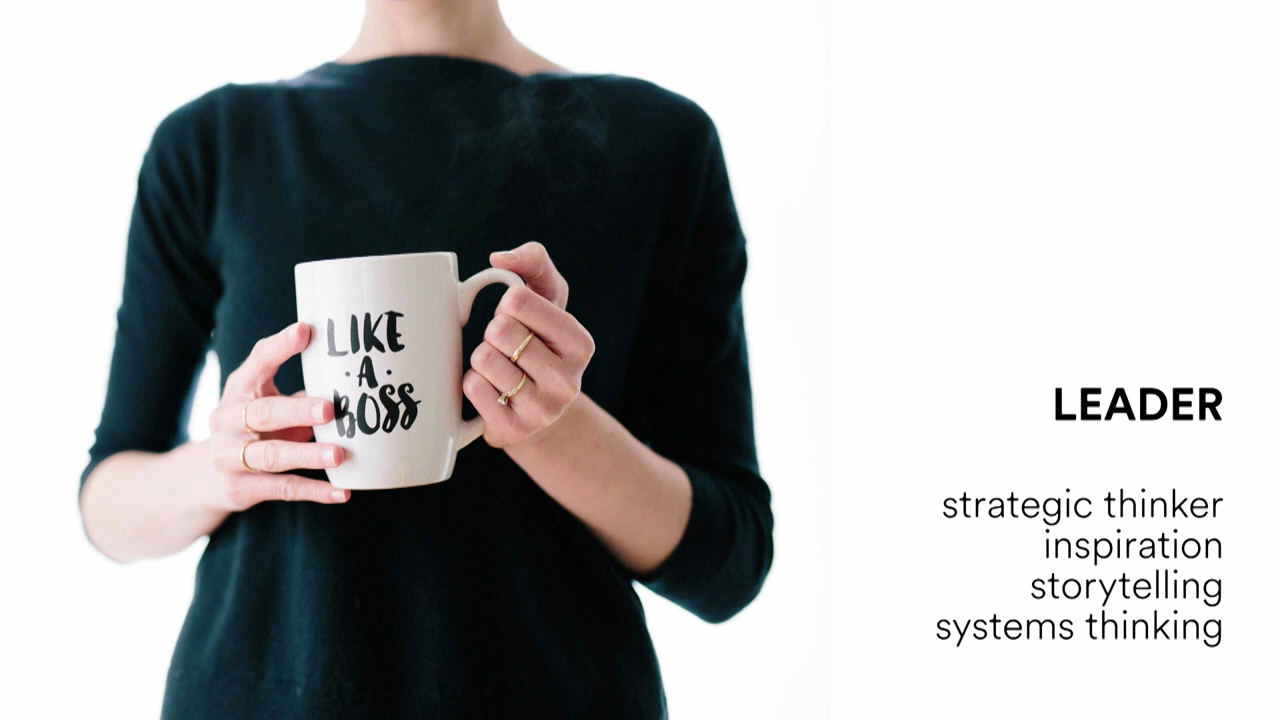 LIKE
· A ·
BOSS
LEADER
strategic thinker
inspiration
storytelling
systems thinking